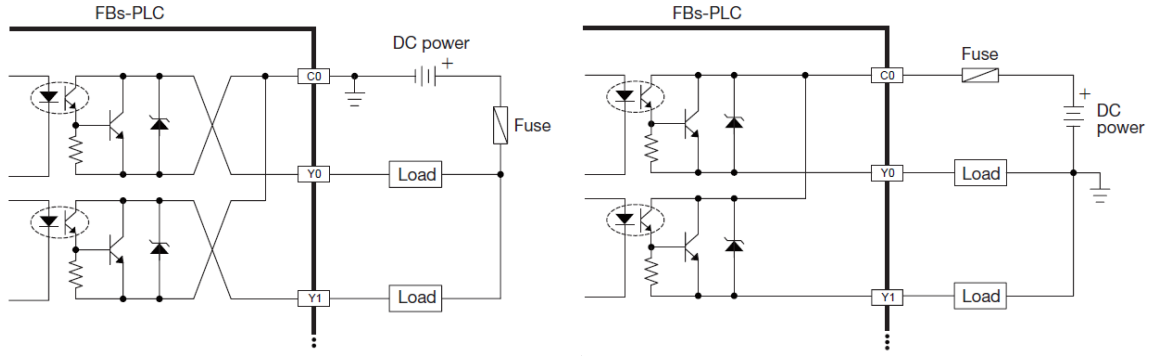 FBs-PLC
C0
DC power
+
Fuse
Y0
Load
Y1
Load
FBs-PLC
C0
Fuse
+
DC
power
Y0
Load
Y1
Load